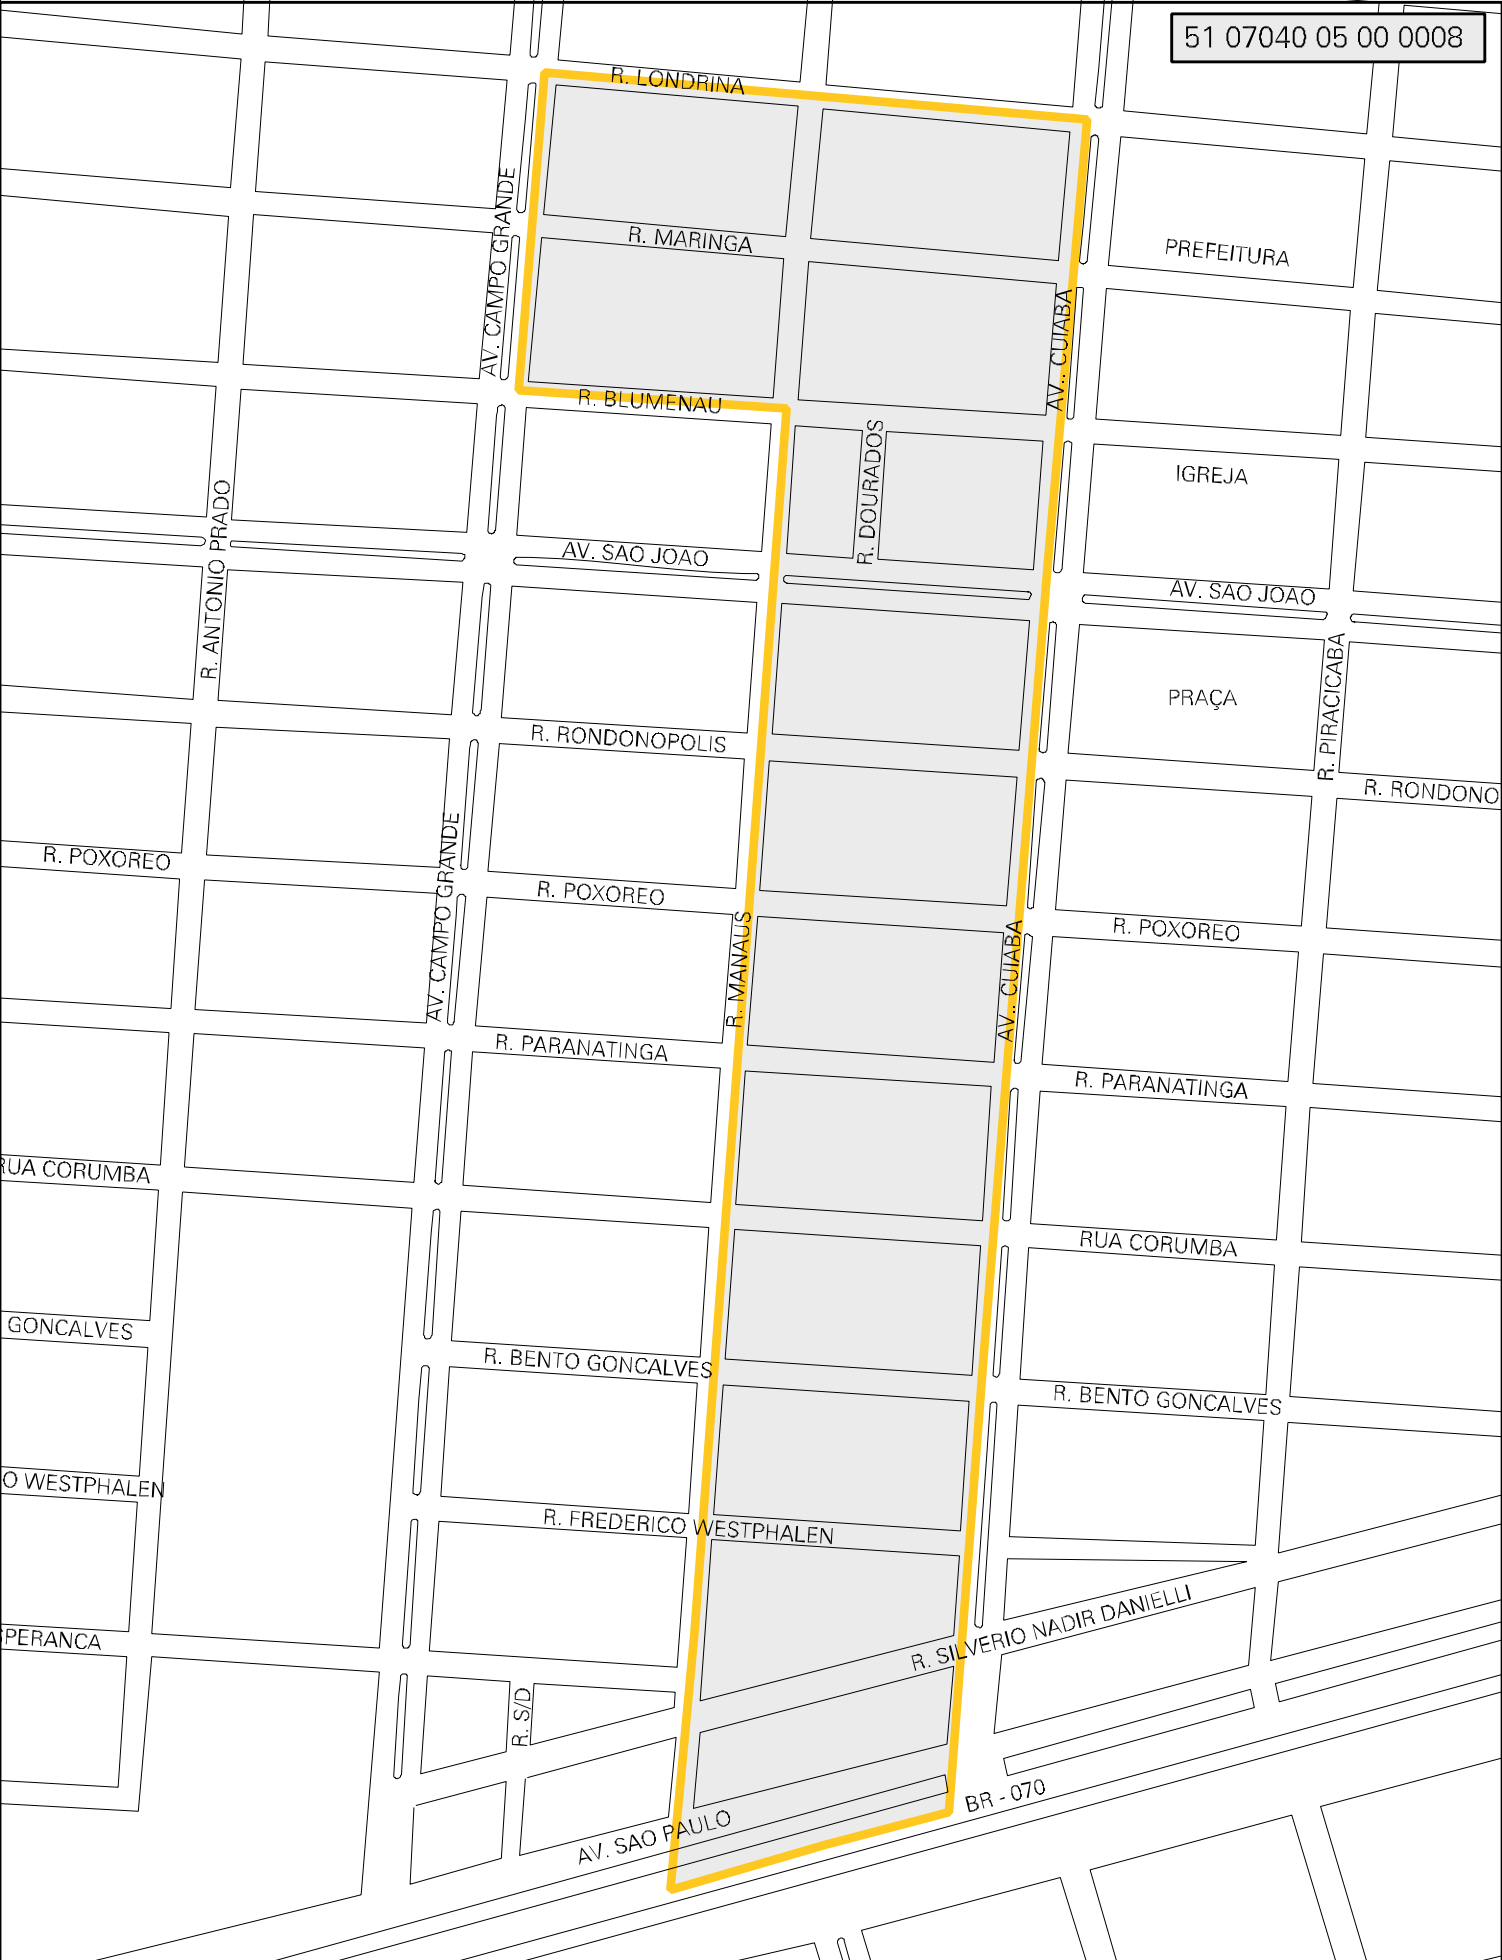 51 07040 05 00 0008
R. LONDRINA
AV. CAMPO GRANDE
R. MARINGA
PREFEITURA
AV.. CUIABA
R. BLUMENAU
R. DOURADOS
IGREJA
R. ANTONIO PRADO
AV. SAO JOAO
AV. SAO JOAO
R. PIRACICABA
PRAÇA
R. RONDONOPOLIS
R. RONDONO
AV. CAMPO GRANDE
R. POXOREO
R. POXOREO
R. MANAUS
AV.. CUIABA
R. POXOREO
R. PARANATINGA
R. PARANATINGA
RUA CORUMBA
RUA CORUMBA
GONCALVES
R. BENTO GONCALVES
R. BENTO GONCALVES
O WESTPHALEN
R. FREDERICO WESTPHALEN
R. SILVERIO NADIR DANIELLI
PERANCA
R. S/D
BR - 070
AV. SAO PAULO